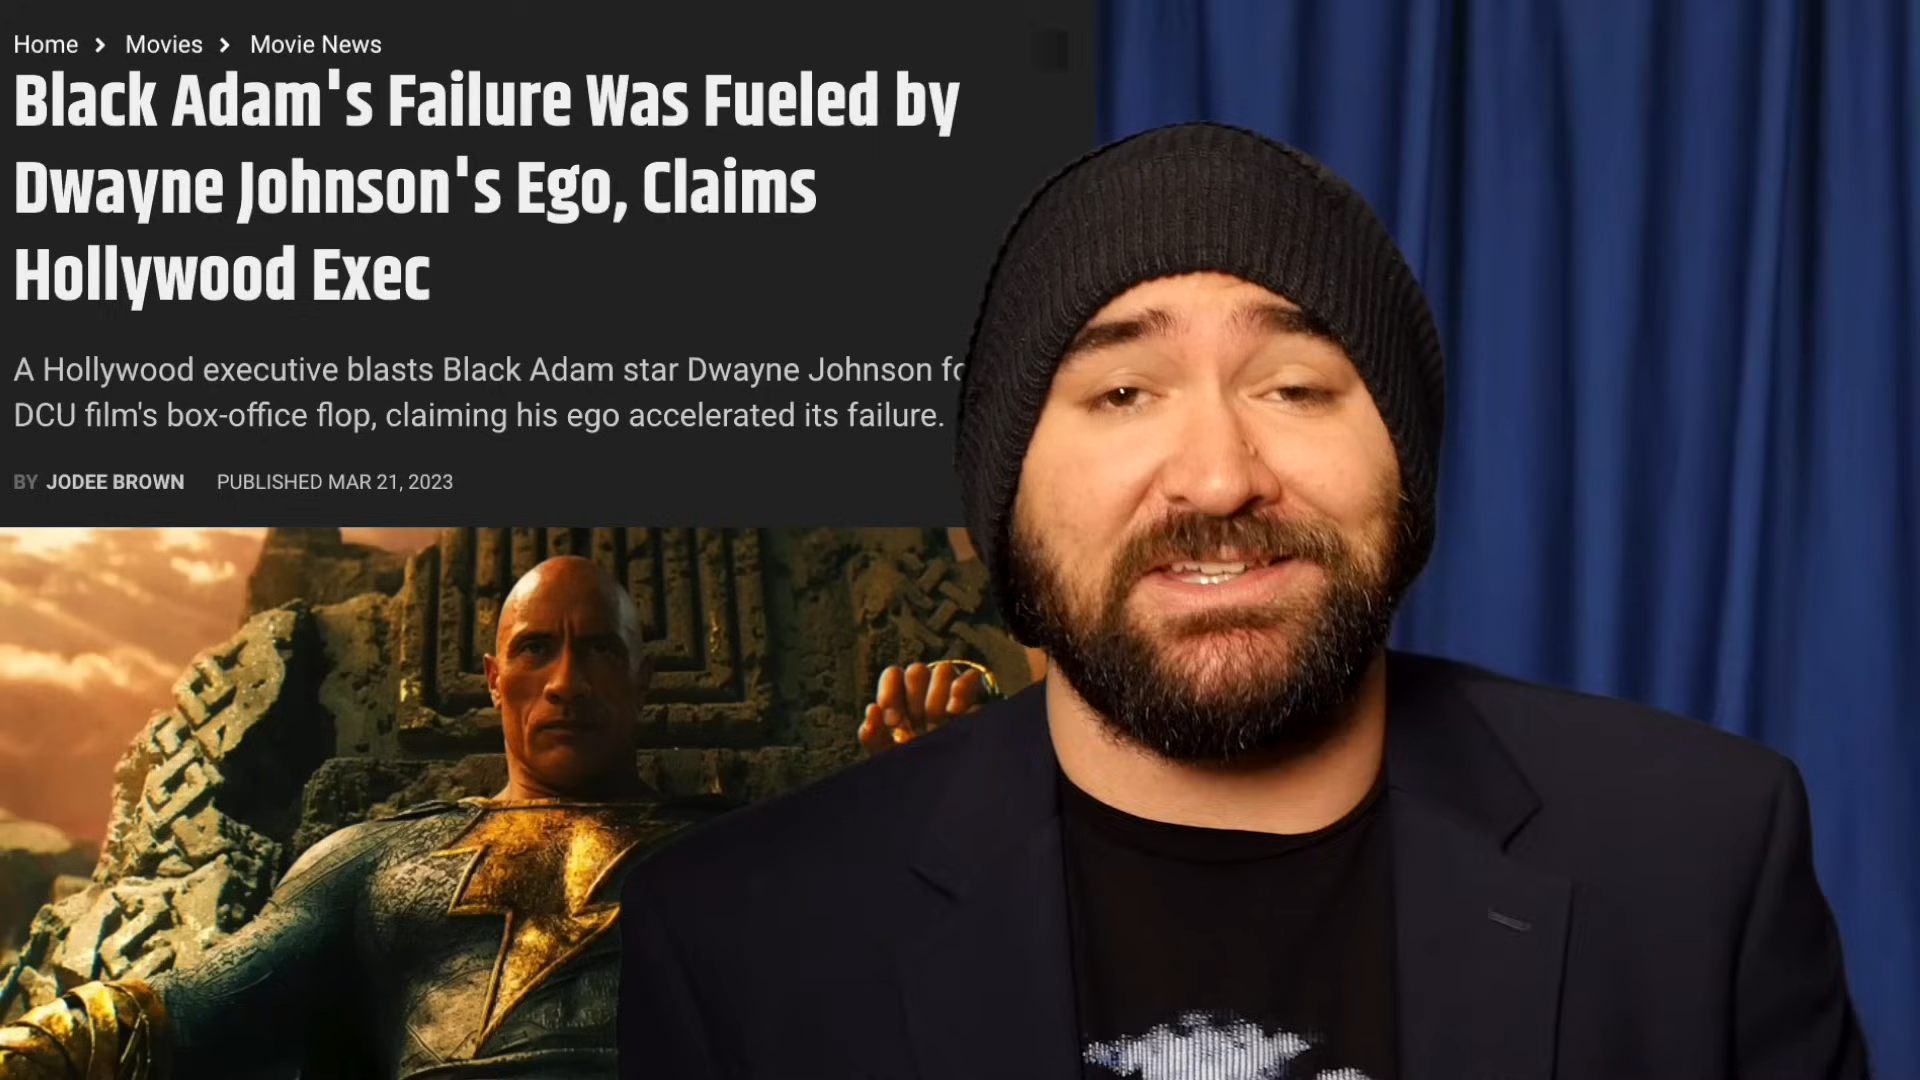 Home > Movies > Movie News
Black Adam's Failure Was Fueled by
Dwayne Johnson's Ego, Claims
Hollywood Exec
A Hollywood executive blasts Black Adam star Dwayne Johnson
DCU film's box-office flop, claiming his ego accelerated its failure.
BY JODEE BROWN PUBLISHED MAR 21, 2023